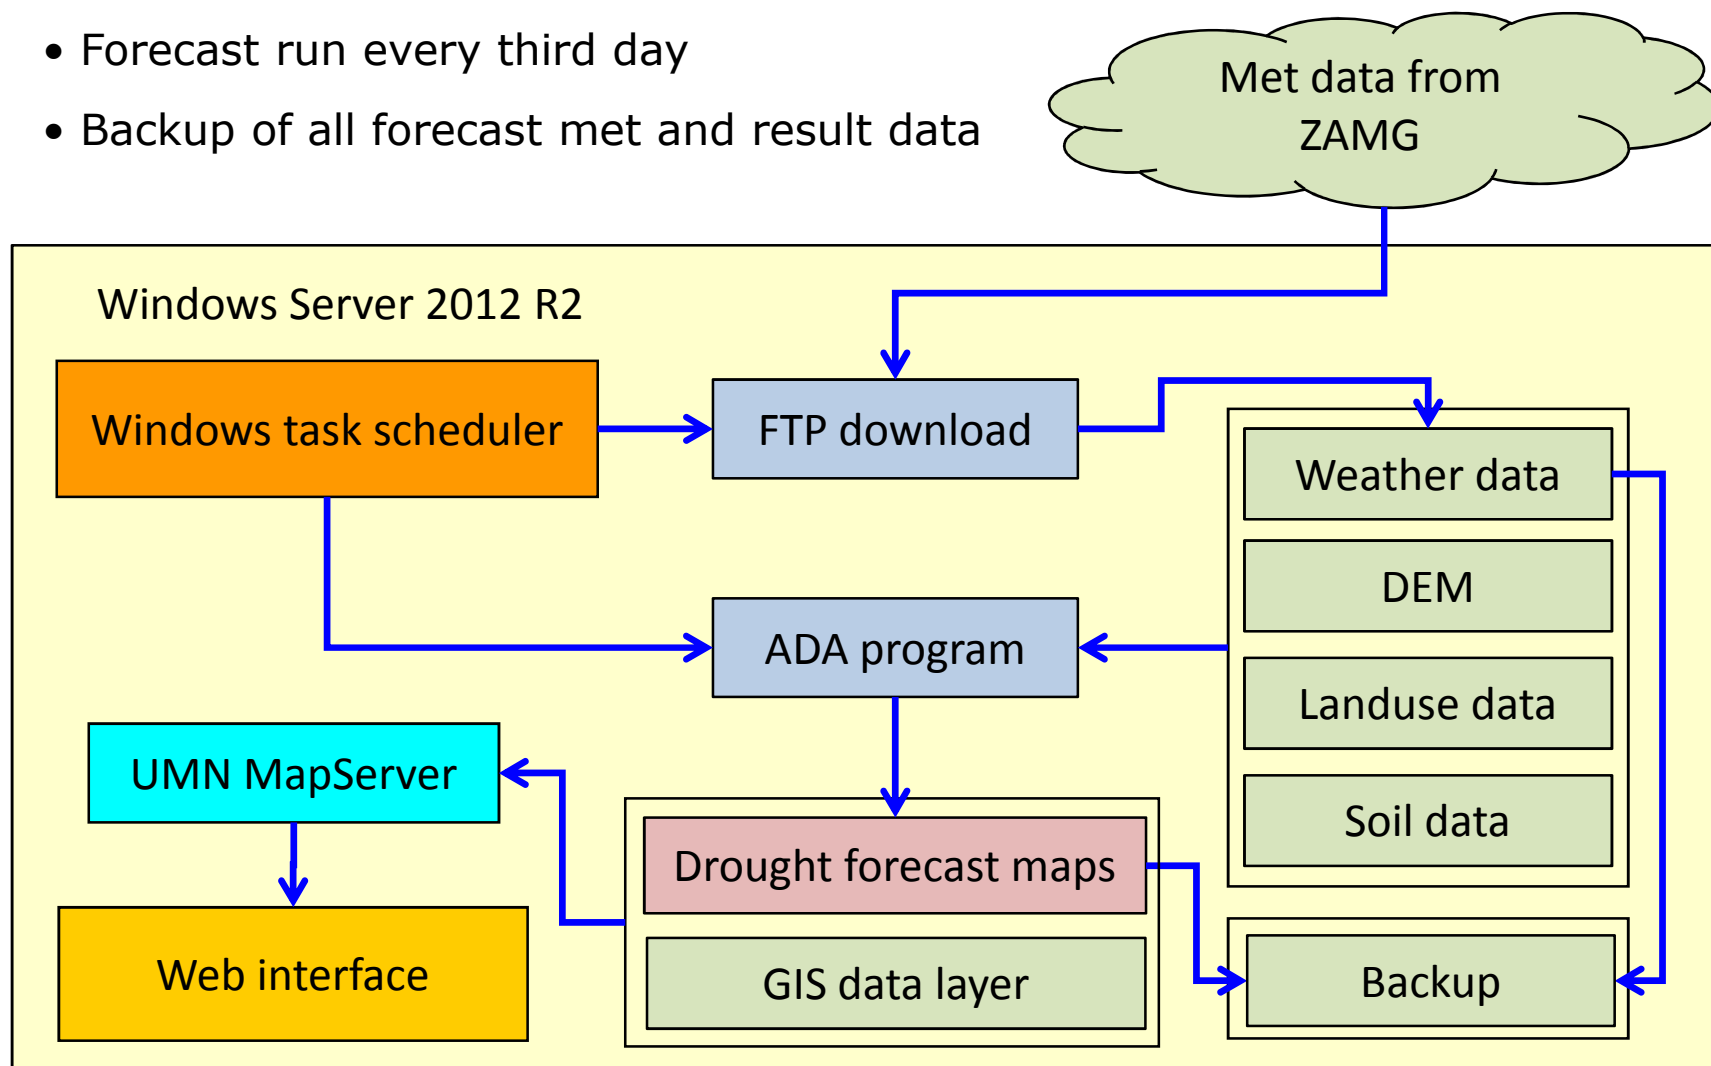 • Forecast run every third day
• Backup of all forecast met and result data
Met data from
ZAMG
Windows Server 2012 R2
Windows task scheduler
FTP download
Weather data
DEM
ADA program
Landuse data
UMN MapServer
Soil data
Drought forecast maps
Web interface
GIS data layer
Backup